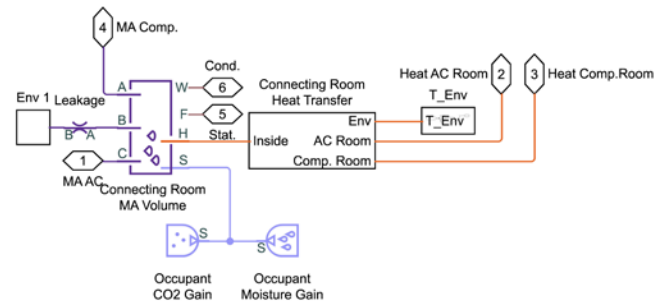 4
MA Comp.
Cond.
A
W
6
Connecting Room
Heat Transfer
Heat AC Room
2
3
Heat Comp.Room
T_Env
Env 1
Leakage
F
5
Env
T_Env
B
A
B
Stat.
H
Inside
AC Room
1
C
S
Comp. Room
MA AC
Connecting Room
MA Volume
S
S
Occupant
CO2 Gain
Occupant
Moisture Gain